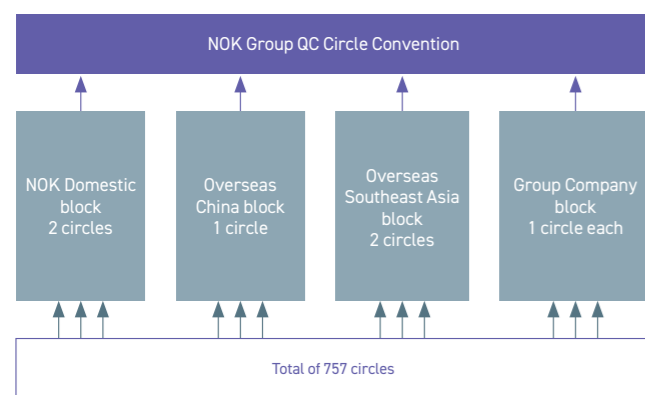 NOK Group QC Circle Convention
NOK Domestic
block
2 circles
Overseas
China block
1 circle
Overseas
Southeast Asia
block
2 circles
Group Company
block
1 circle each
Total of 757 circles